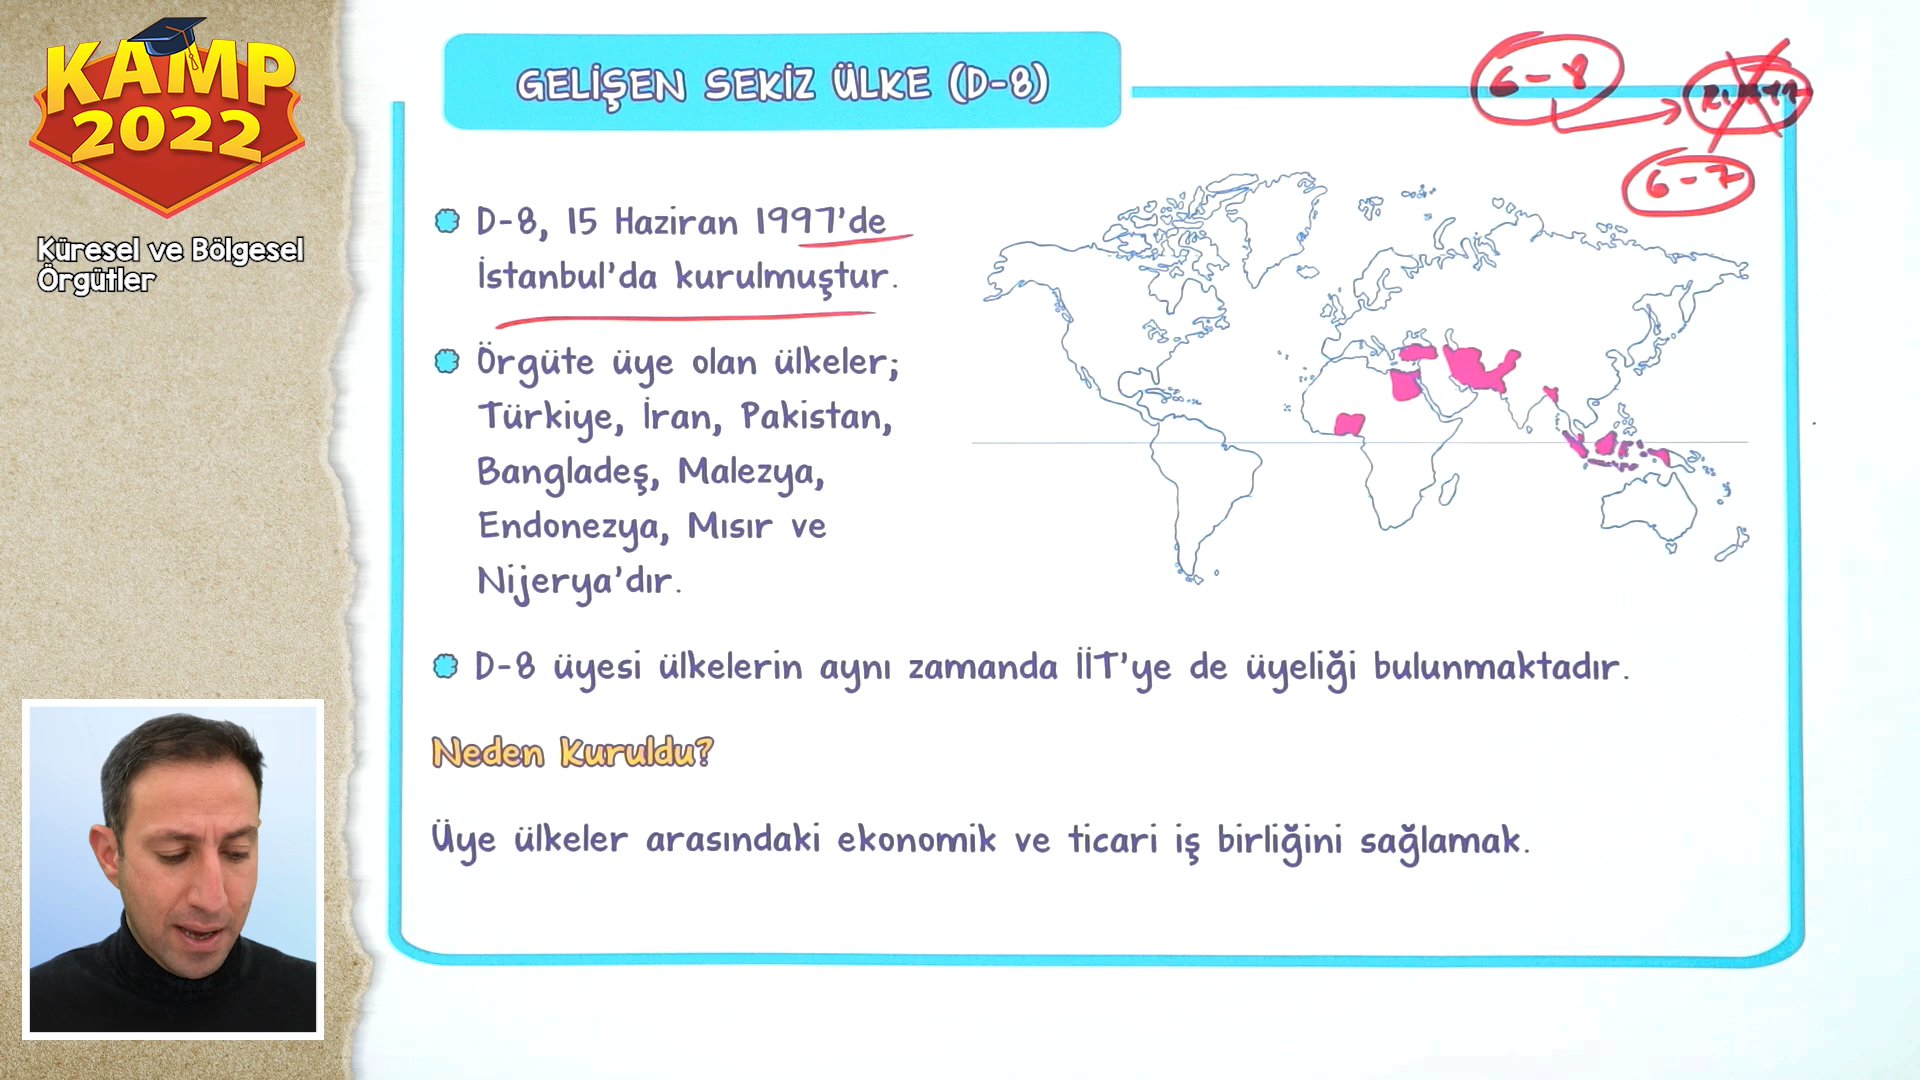 KAMP
2022
Küresel ve Bölgesel
Örgütler
GELİŞEN SEKİZ ÜLKE (D-8)
G-8
G-7
D-8, 15 Haziran 1997'de
İstanbul'da kurulmuştur.
Örgüte üye olan ülkeler;
Türkiye, İran, Pakistan,
Bangladeş, Malezya,
Endonezya, Mısır ve
Nijerya'dır.
D-8 üyesi ülkelerin aynı zamanda İİT'ye de üyeliği bulunmaktadır.
Neden Kuruldu?
Üye ülkeler arasındaki ekonomik ve ticari iş birliğini sağlamak.